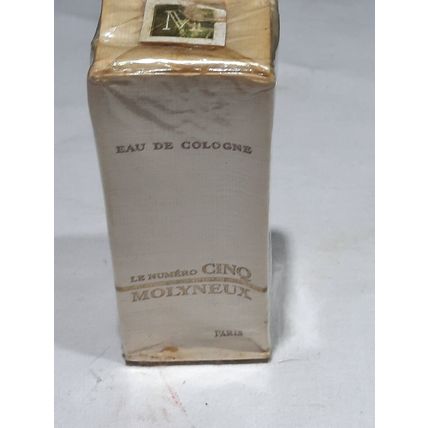 M
EAU DE COLOGNE
LE NUMÉRO CINQ
MOLYNEUX
PARIS